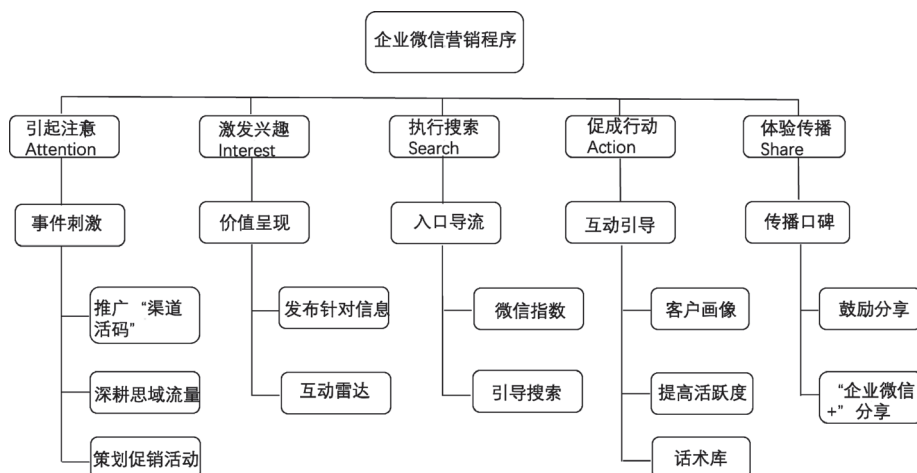 企业微信营销程序
引起注意
Attention
激发兴趣
Interest
执行搜索
Search
促成行动
Action
体验传播
Share
事件刺激
价值呈现
入口导流
互动引导
传播口碑
推广“渠道
活码”
发布针对信息
微信指数
客户画像
鼓励分享
深耕思域流量
互动雷达
引导搜索
提高活跃度
“企业微信
+”分享
策划促销活动
话术库